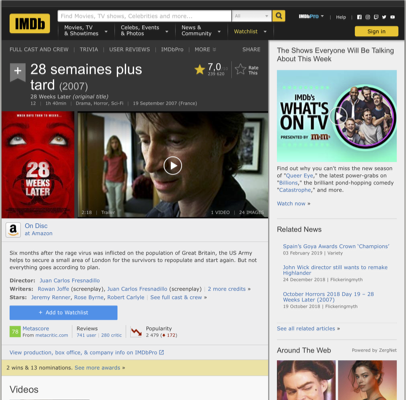 IMDb
Find Movies, TV shows, Celebrities and more...
All
IMDbPro
Help
Movies, TV & Showtimes
Celebs, Events & Photos
News & Community
Watchlist
Sign in
FULL CAST AND CREW | TRIVIA | USER REVIEWS | IMDbPro | MORE
SHARE
28 semaines plus tard (2007)
28 Weeks Later (original title)
12 | 1h 40min | Drama, Horror, Sci-Fi | 19 September 2007 (France)
7,0
Rate This
28 WEEKS LATER
2:18 | Trailer
1 VIDEO | 24 IMAGES
On Disc
at Amazon
Six months after the rage virus was inflicted on the population of Great Britain, the US Army
helps to secure a small area of London for the survivors to repopulate and start again. But not
everything goes according to plan.
Director: Juan Carlos Fresnadillo
Writers: Rowan Joffe (screenplay), Juan Carlos Fresnadillo (screenplay) | 2 more credits »
Stars: Jeremy Renner, Rose Byrne, Robert Carlyle | See full cast & crew »
+ Add to Watchlist
78 Metascore
From metacritic.com
Reviews
741 user | 280 critic
Popularity
2 479 (172)
View production, box office, & company info on IMDbPro
2 wins & 13 nominations. See more awards »
Videos
The Shows Everyone Will Be Talking
About This Week
IMDb's
WHAT'S
ON TV
PRESENTED BY m&m's
Find out why you can't miss the new season
of "Queer Eye," the latest power-grabs on
"Billions," the brilliant pond-hopping comedy
"Catastrophe," and more.
Watch now »
Related News
Spain's Goya Awards Crown 'Champions'
03 February 2019 | Variety
John Wick director still wants to remake
Highlander
24 December 2018 | Flickeringmyth
October Horrors 2018 Day 19 –
28 Weeks Later (2007)
19 October 2018 | Flickeringmyth
See all related articles »
Around The Web
Powered by ZergNet